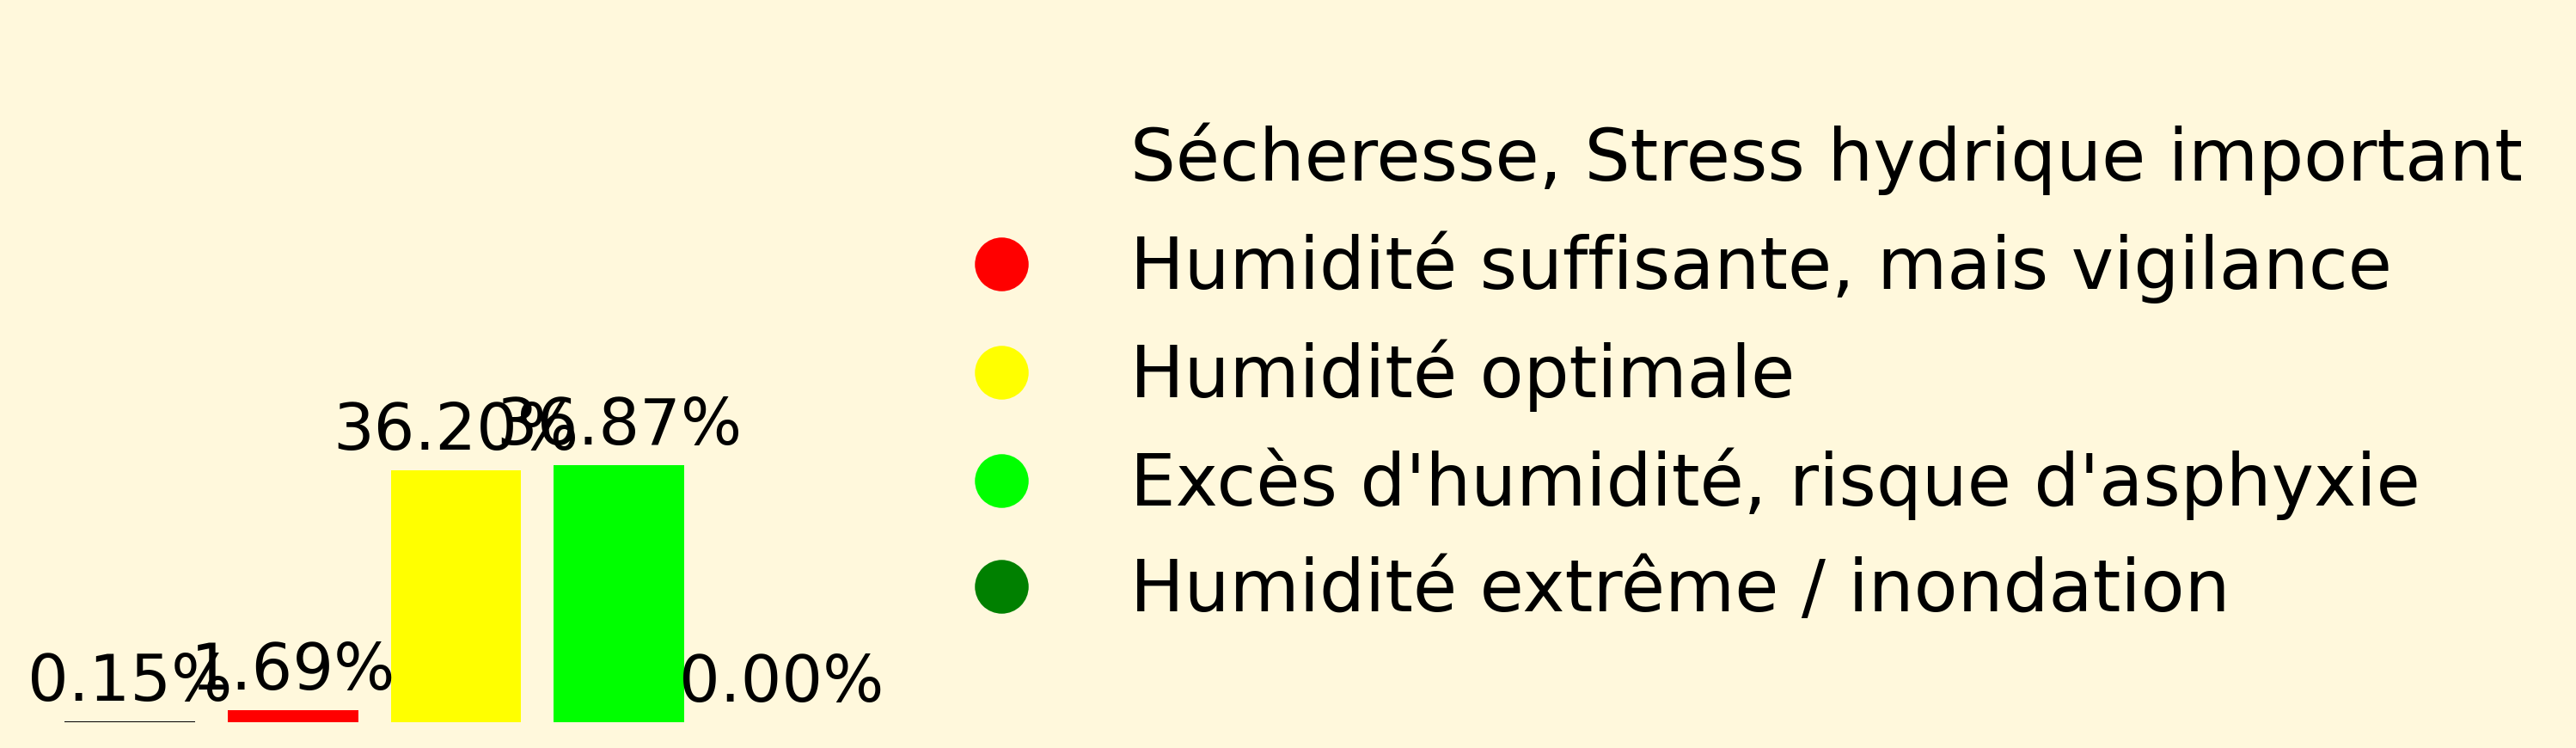 Sécheresse, Stress hydrique important
Humidité suffisante, mais vigilance
Humidité optimale
Excès d'humidité, risque d'asphyxie
Humidité extrême / inondation
0.15%
1.69%
36.20%
36.87%
0.00%